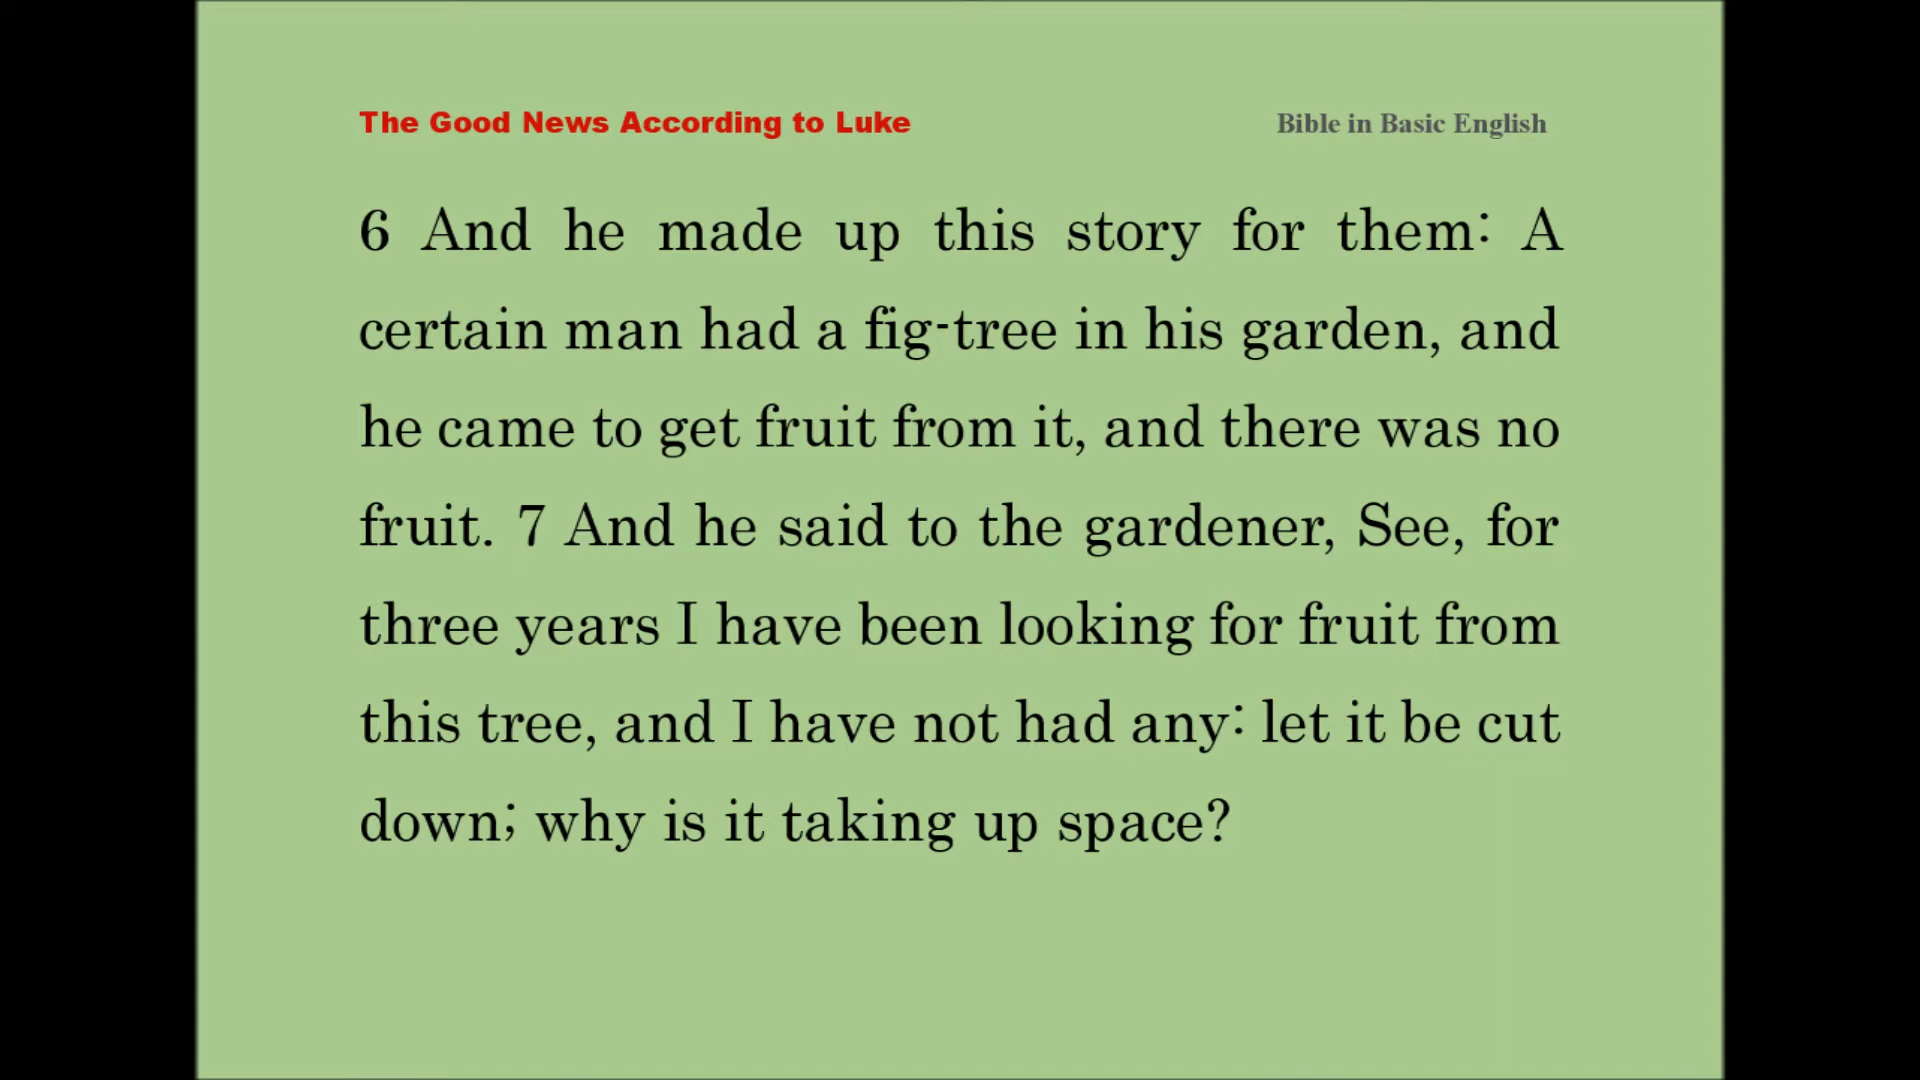 The Good News According to Luke
Bible in Basic English
6 And he made up this story for them: A
certain man had a fig-tree in his garden, and
he came to get fruit from it, and there was no
fruit. 7 And he said to the gardener, See, for
three years I have been looking for fruit from
this tree, and I have not had any: let it be cut
down; why is it taking up space?